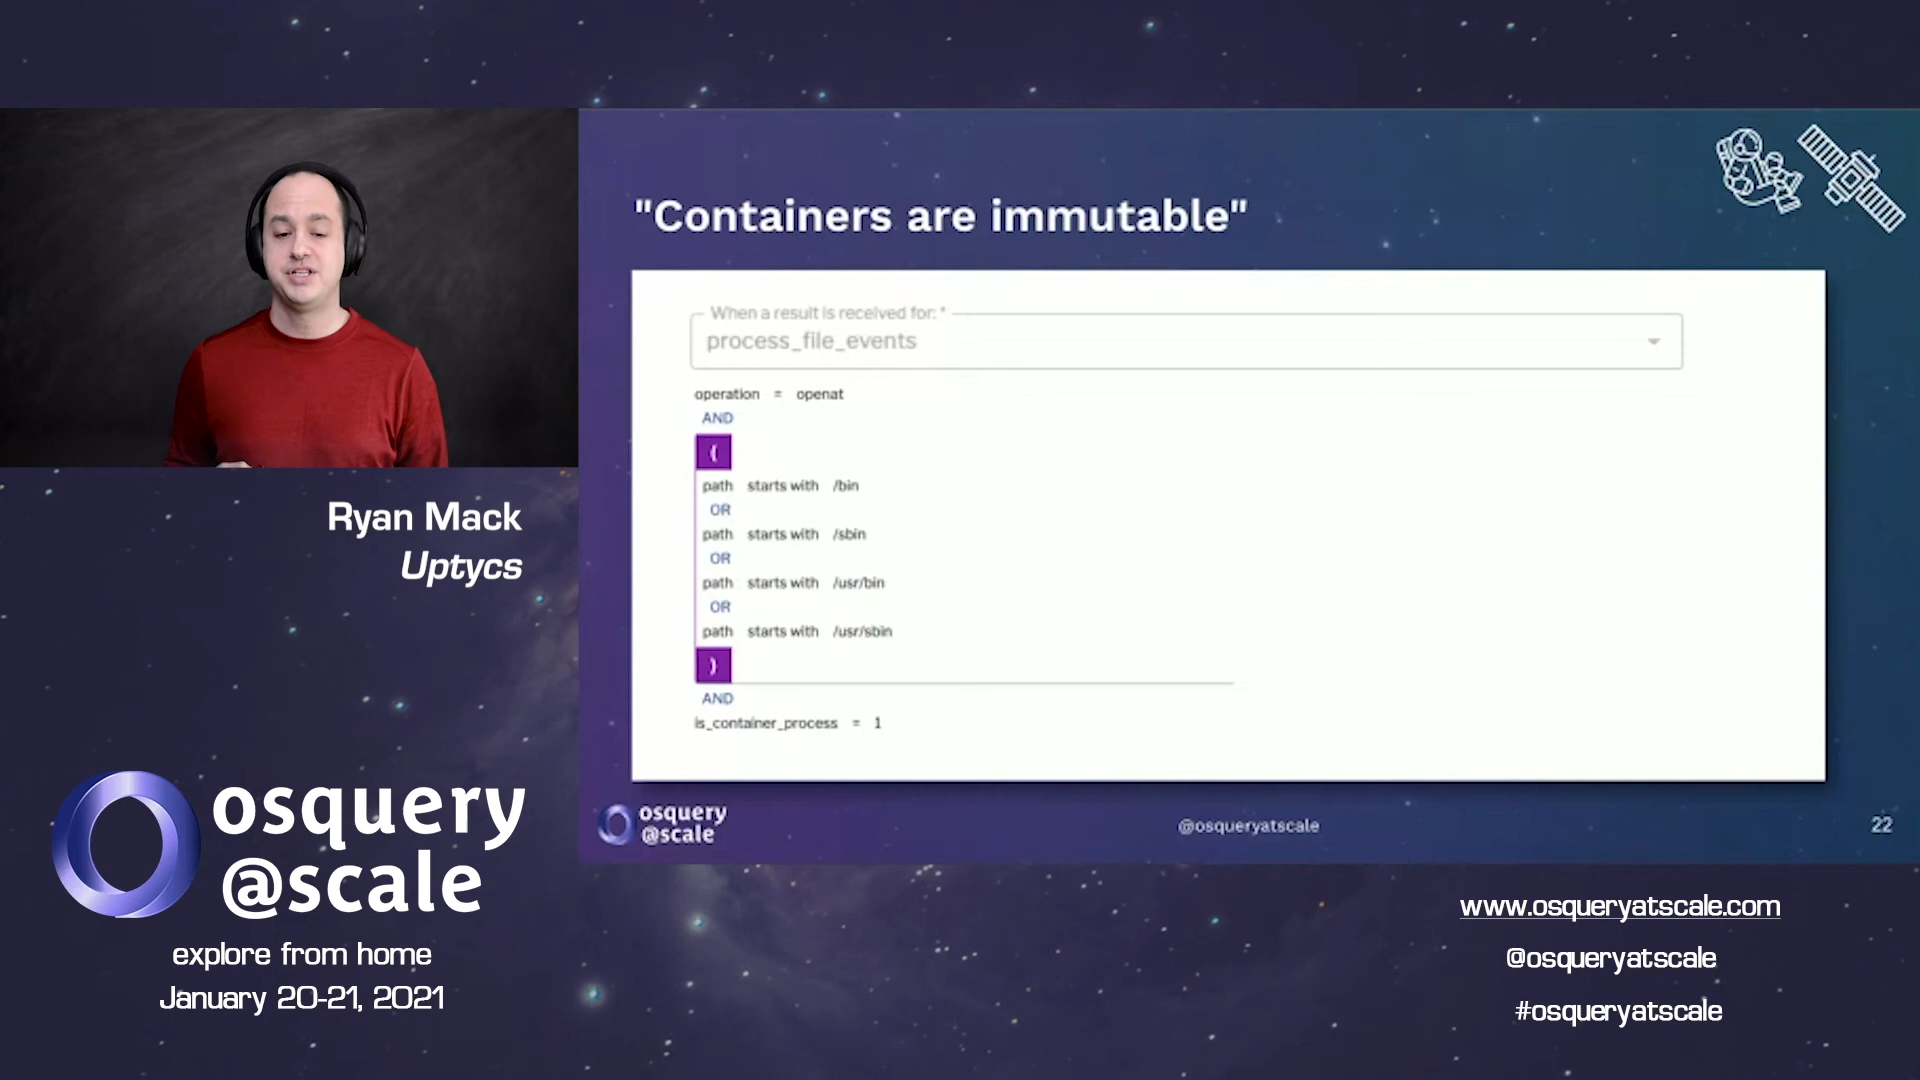 "Containers are immutable"
When a result is received for: *
process_file_events
operation = openat
AND
(
path starts with /bin
OR
path starts with /sbin
OR
path starts with /usr/bin
OR
path starts with /usr/sbin
)
AND
is_container_process = 1
osquery
@scale
@osqueryatscale
22
Ryan Mack
Uptycs
osquery
@scale
explore from home
January 20-21, 2021
www.osqueryatscale.com
@osqueryatscale
#osqueryatscale